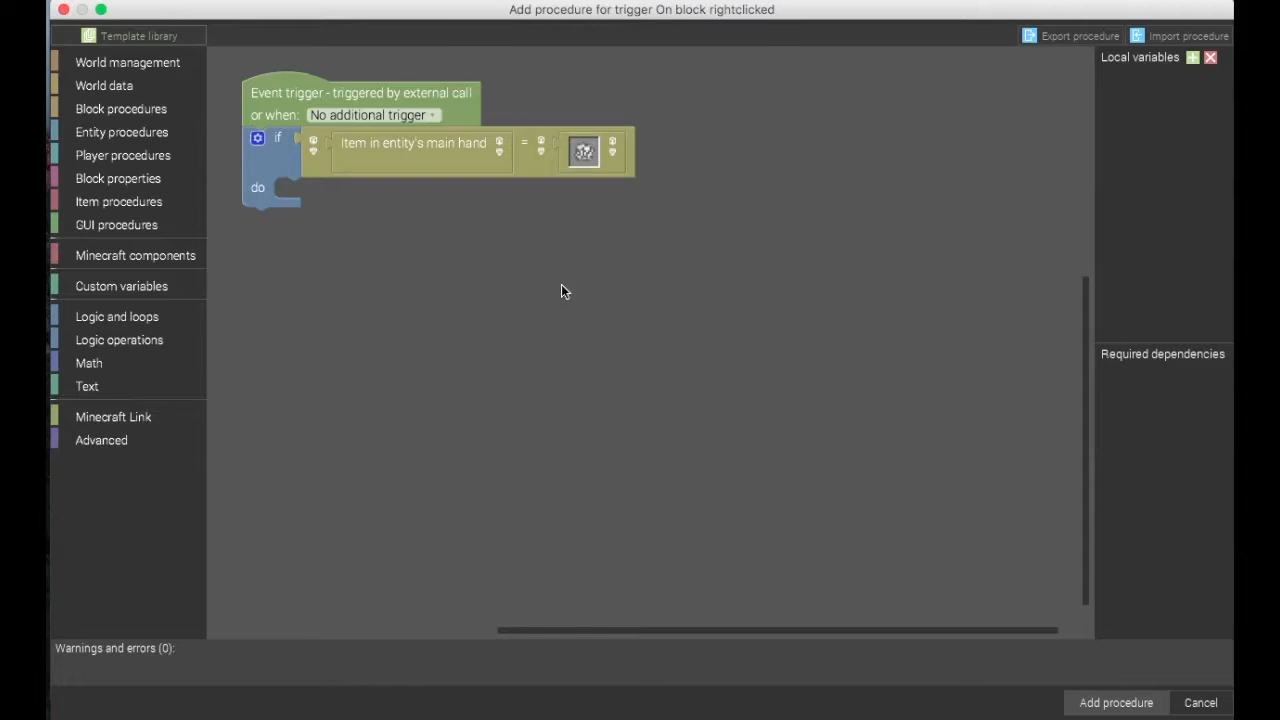 Add procedure for trigger On block rightclicked
Template library
Export procedure
Import procedure
World management
World data
Block procedures
Entity procedures
Player procedures
Block properties
Item procedures
GUI procedures
Minecraft components
Custom variables
Logic and loops
Logic operations
Math
Text
Minecraft Link
Advanced
Event trigger - triggered by external call
or when: No additional trigger
if Item in entity's main hand =
do
Local variables
Required dependencies
Warnings and errors (0):
Add procedure
Cancel